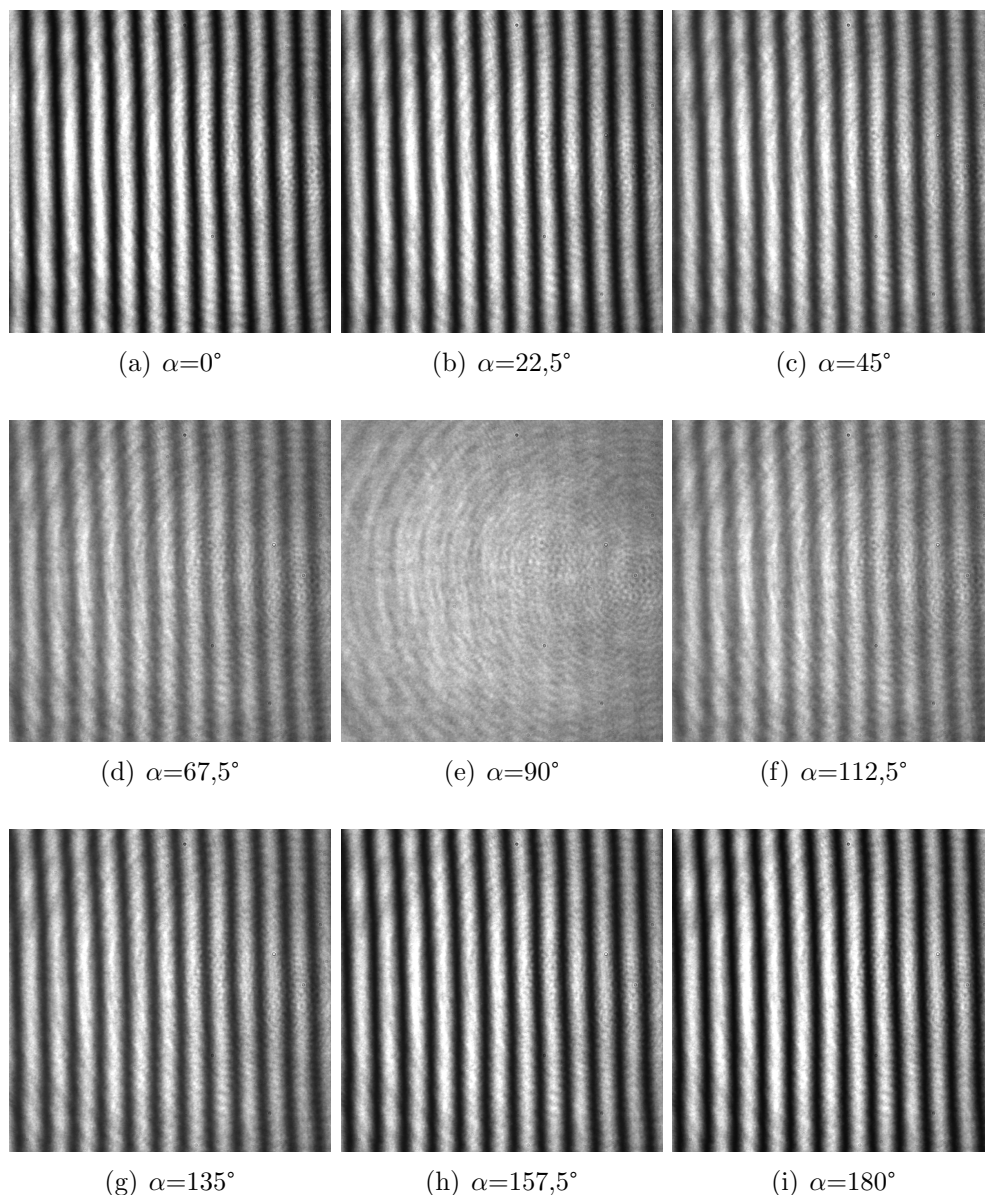 (a) α=0° (b) α=22,5° (c) α=45°
(d) α=67,5° (e) α=90° (f) α=112,5°
(g) α=135° (h) α=157,5° (i) α=180°